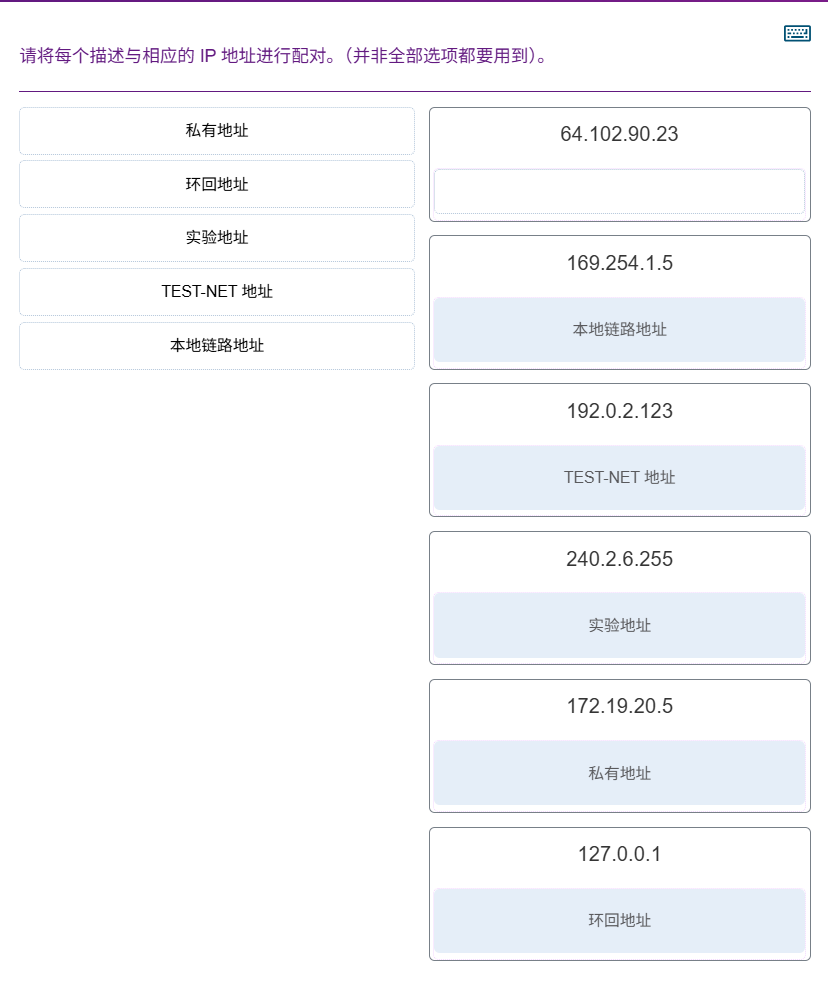 请将每个描述与相应的 IP 地址进行配对。（并非全部选项都要用到）。
私有地址
环回地址
实验地址
TEST-NET 地址
本地链路地址
64.102.90.23
169.254.1.5
本地链路地址
192.0.2.123
TEST-NET 地址
240.2.6.255
实验地址
172.19.20.5
私有地址
127.0.0.1
环回地址